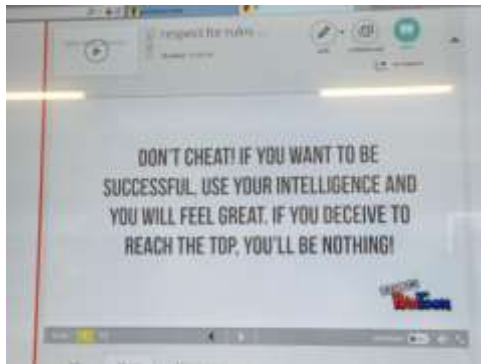 respect for rules ...
DON'T CHEAT! IF YOU WANT TO BE
SUCCESSFUL, USE YOUR INTELLIGENCE AND
YOU WILL FEEL GREAT. IF YOU DECEIVE TO
REACH THE TOP, YOU'LL BE NOTHING!